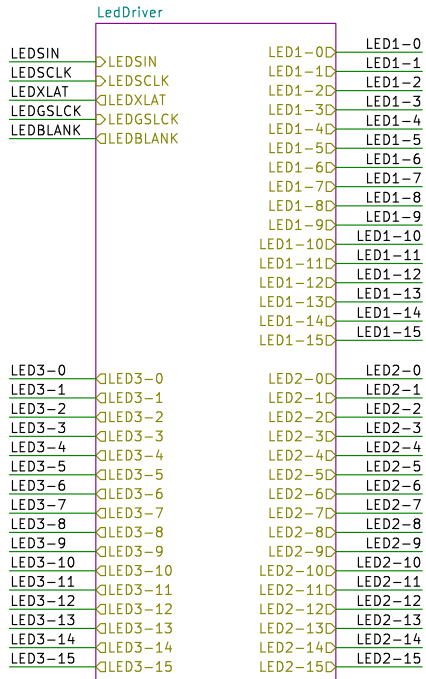 LedDriver
LEDSIN
LEDSCLK
LEDXLAT
LEDGSLCK
LEDBLANK
LEDSIN
LEDSCLK
LEDXLAT
LEDGSLCK
LEDBLANK
LED1-0
LED1-1
LED1-2
LED1-3
LED1-4
LED1-5
LED1-6
LED1-7
LED1-8
LED1-9
LED1-10
LED1-11
LED1-12
LED1-13
LED1-14
LED1-15
LED1-0
LED1-1
LED1-2
LED1-3
LED1-4
LED1-5
LED1-6
LED1-7
LED1-8
LED1-9
LED1-10
LED1-11
LED1-12
LED1-13
LED1-14
LED1-15
LED3-0
LED3-1
LED3-2
LED3-3
LED3-4
LED3-5
LED3-6
LED3-7
LED3-8
LED3-9
LED3-10
LED3-11
LED3-12
LED3-13
LED3-14
LED3-15
LED3-0
LED3-1
LED3-2
LED3-3
LED3-4
LED3-5
LED3-6
LED3-7
LED3-8
LED3-9
LED3-10
LED3-11
LED3-12
LED3-13
LED3-14
LED3-15
LED2-0
LED2-1
LED2-2
LED2-3
LED2-4
LED2-5
LED2-6
LED2-7
LED2-8
LED2-9
LED2-10
LED2-11
LED2-12
LED2-13
LED2-14
LED2-15
LED2-0
LED2-1
LED2-2
LED2-3
LED2-4
LED2-5
LED2-6
LED2-7
LED2-8
LED2-9
LED2-10
LED2-11
LED2-12
LED2-13
LED2-14
LED2-15